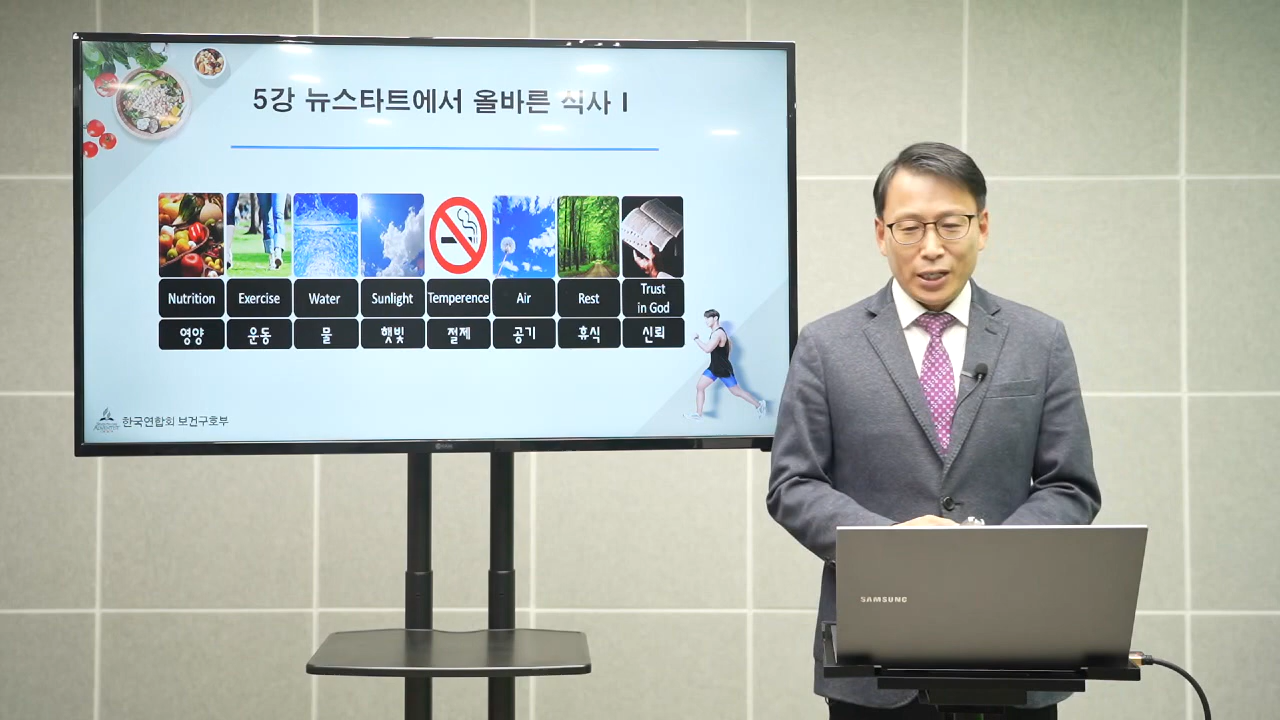 5강 뉴스타트에서 올바른 식사 I
Nutrition Exercise Water Sunlight Temperence Air Rest Trust in God
영양 운동 물 햇빛 절제 공기 휴식 신뢰
한국연합회 보건구호부
SAMSUNG